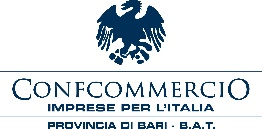 CONFCOMMERCIO
IMPRESE PER L'ITALIA
PROVINCIA DI BARI - B.A.T.